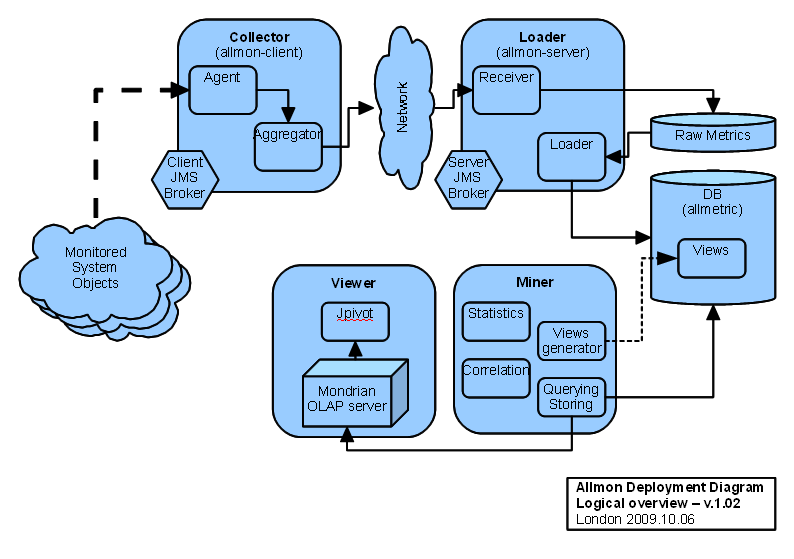 Collector
(allmon-client)
Agent
Aggregator
Client
JMS
Broker
Network
Loader
(allmon-server)
Receiver
Loader
Server
JMS
Broker
Raw Metrics
DB
(allmetric)
Views
Monitored
System
Objects
Viewer
Jpivot
Mondrian
OLAP server
Miner
Statistics
Views
generator
Correlation
Querying
Storing
Allmon Deployment Diagram
Logical overview – v.1.02
London 2009.10.06